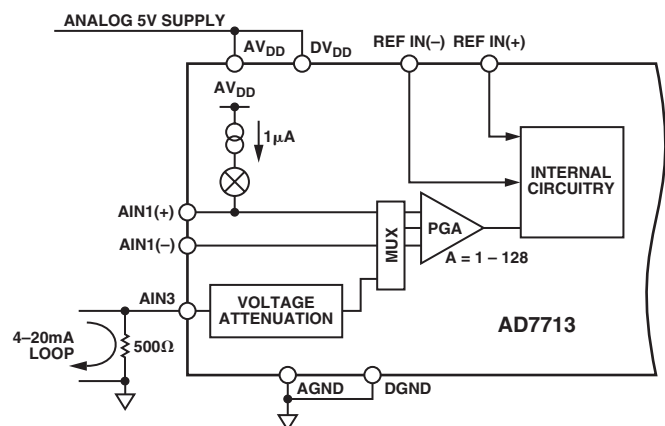 ANALOG 5V SUPPLY
AVDD
DVDD
REF IN(–)
REF IN(+)
AVDD
1µA
INTERNAL
CIRCUITRY
AIN1(+)
AIN1(–)
MUX
PGA
A = 1 – 128
AIN3
VOLTAGE
ATTENUATION
AD7713
4–20mA
LOOP
500Ω
AGND
DGND